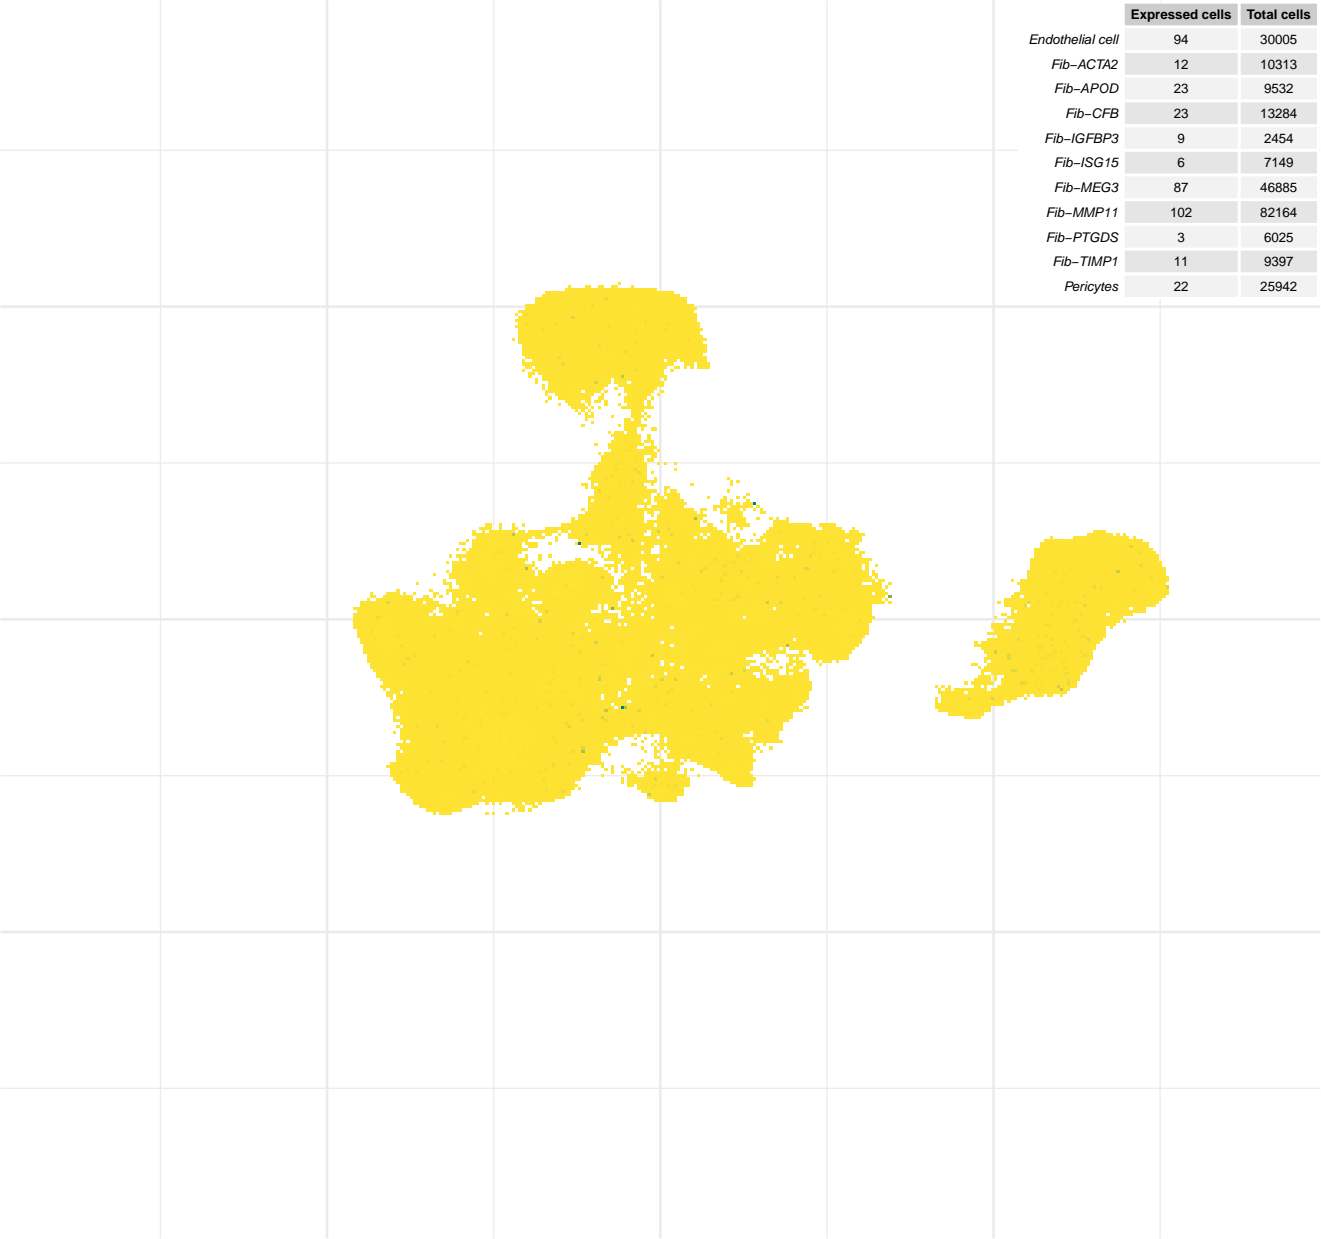 Expressed cells Total cells
Endothelial cell 94 30005
Fib−ACTA2 12 10313
Fib−APOD 23 9532
Fib−CFB 23 13284
Fib−IGFBP3 9 2454
Fib−ISG15 6 7149
Fib−MEG3 87 46885
Fib−MMP11 102 82164
Fib−PTGDS 3 6025
Fib−TIMP1 11 9397
Pericytes 22 25942